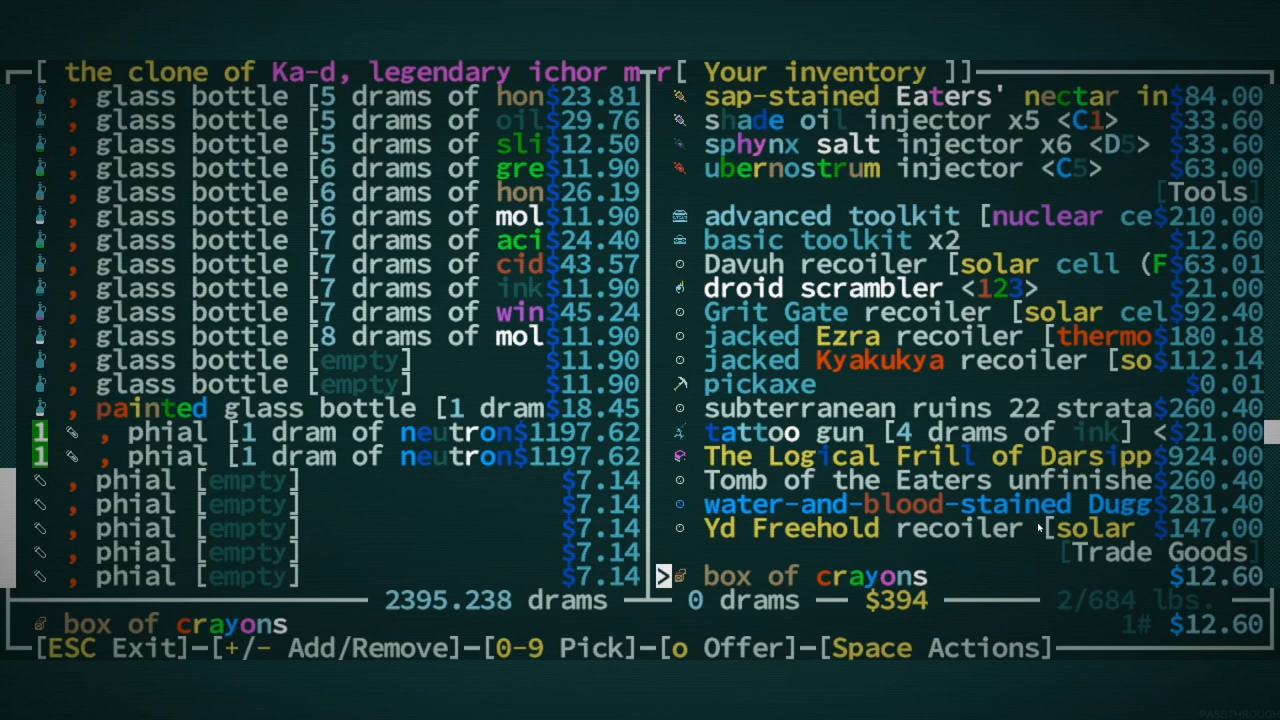 [ the clone of Ka-d, legendary ichor m r[ Your inventory ]]
, glass bottle [5 drams of hon$23.81
, glass bottle [5 drams of oil$29.76
, glass bottle [5 drams of sli$12.50
, glass bottle [6 drams of gre$11.90
, glass bottle [6 drams of hon$26.19
, glass bottle [6 drams of mol$11.90
, glass bottle [7 drams of aci$24.40
, glass bottle [7 drams of cid$43.57
, glass bottle [7 drams of ink$11.90
, glass bottle [7 drams of win$45.24
, glass bottle [8 drams of mol$11.90
, glass bottle [empty] $11.90
, glass bottle [empty] $11.90
, painted glass bottle [1 dram$18.45
1 , phial [1 dram of neutron$1197.62
1 , phial [1 dram of neutron$1197.62
, phial [empty] $7.14
, phial [empty] $7.14
, phial [empty] $7.14
, phial [empty] $7.14
, phial [empty] $7.14
sap-stained Eaters' nectar in$84.00
shade oil injector x5 <C1> $33.60
sphynx salt injector x6 <D5> $33.60
ubernostrum injector <C5> $63.00
[Tools]
advanced toolkit [nuclear ce$210.00
basic toolkit x2 $12.60
Davuh recoiler [solar cell (F$63.01
droid scrambler <123> $21.00
Grit Gate recoiler [solar cel$92.40
jacked Ezra recoiler [thermo$180.18
jacked Kyakukya recoiler [so$112.14
pickaxe $0.01
subterranean ruins 22 strata$260.40
tattoo gun [4 drams of ink] <$21.00
The Logical Frill of Darsipp$924.00
Tomb of the Eaters unfinishe$260.40
water-and-blood-stained Dugg$281.40
Yd Freehold recoiler [solar $147.00
[Trade Goods]
> box of crayons $12.60
2395.238 drams 0 drams $394 2/684 lbs.
box of crayons 1# $12.60
[ESC Exit]-[+/- Add/Remove]-[0-9 Pick]-[o Offer]-[Space Actions]